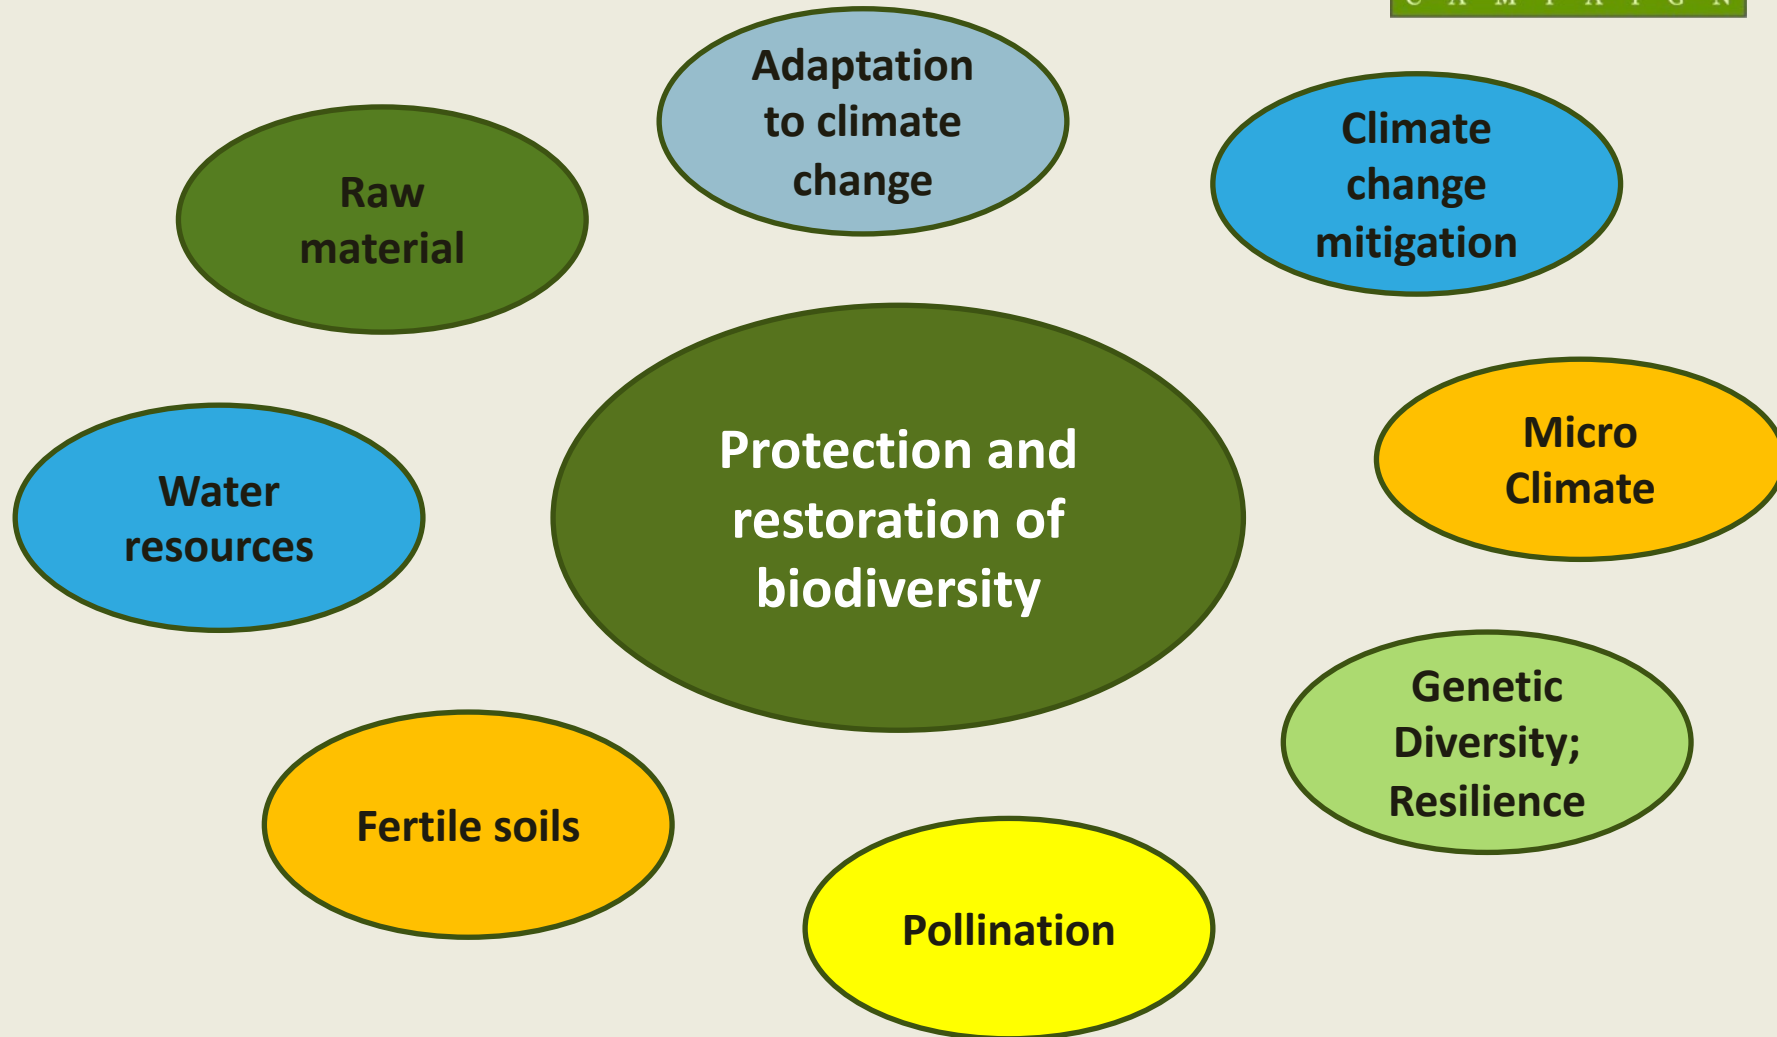 C A M P A I G N
Adaptation
to climate
change
Climate
change
mitigation
Raw
material
Micro
Climate
Protection and
restoration of
biodiversity
Water
resources
Genetic
Diversity;
Resilience
Fertile soils
Pollination